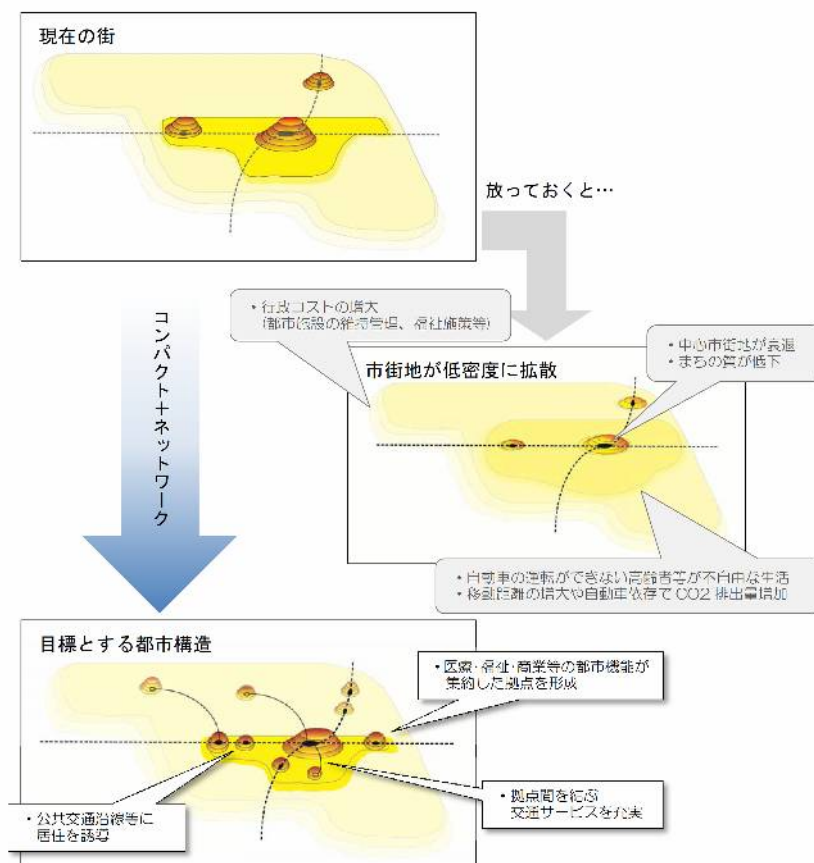 現在の街
放っておくと…
コンパクト＋ネットワーク
・行政コストの増大
(都市施設の維持管理、福祉施策等)
・中心市街地が衰退
・まちの質が低下
市街地が低密度に拡散
・自動車の運転ができない高齢者等が不自由な生活
・移動距離の増大や自動車依存でCO2排出量増加
目標とする都市構造
・医療・福祉・商業等の都市機能が
集約した拠点を形成
・拠点間を結ぶ
交通サービスを充実
・公共交通沿線等に
居住を誘導